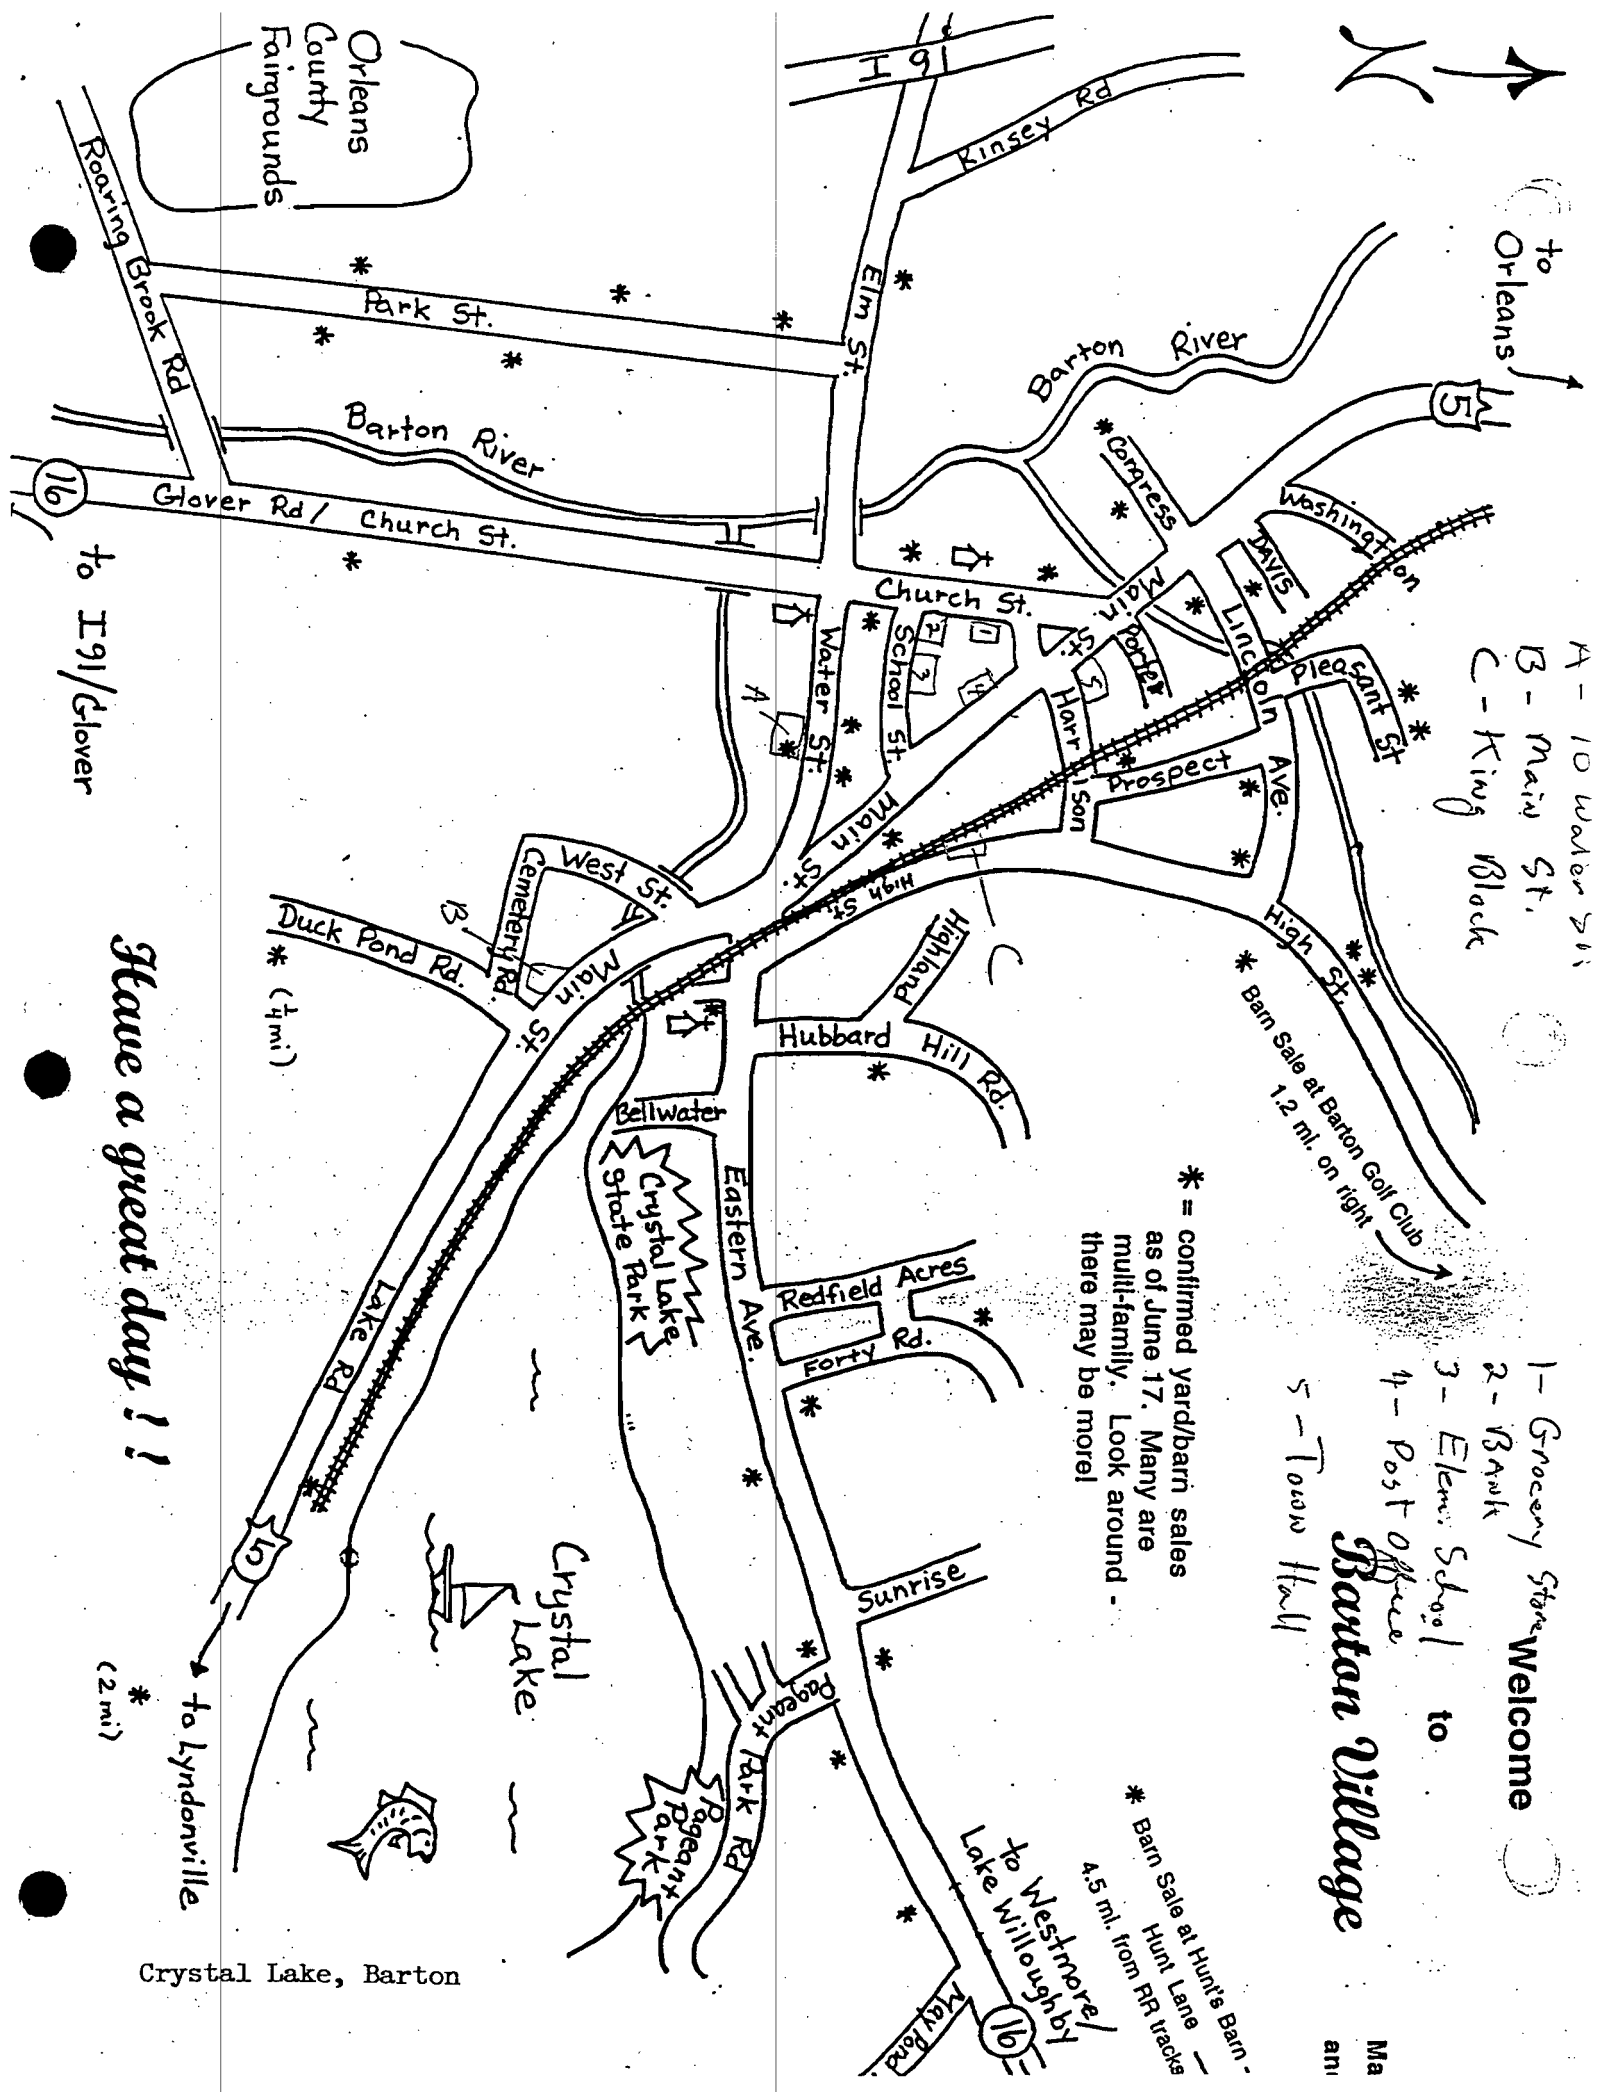 Welcome
to
Barton Village
Ma
an
to
Orleans
5
A - 10 Water
B - Main St.
C - King Block
1 - Grocery Store
2 - Bank
3 - Elem. School
4 - Post Office
5 - Town Hall
* = confirmed yard/barn sales
as of June 17. Many are
multi-family. Look around -
there may be more!
* Barn Sale at Barton Golf Club
1.2 mi. on right
* Barn Sale at Hunt's Barn -
Hunt Lane
4.5 mi. from RR tracks
I 91
Kinsey Rd
Elm St.
Barton River
Congress
Washington
Davis
Lincoln Ave.
Pleasant St
Main St.
Porter
Harrison
Prospect
High St.
Church St.
1
2
3
4
5
School St.
Water St.
A
Main St.
High St
C
Highland
Hubbard Hill Rd.
Orleans
County
Fairgrounds
Roaring Brook Rd
Park St.
Barton River
16
Glover Rd / Church St.
to I91/Glover
West St.
Cemetery Rd.
B
Main St.
Duck Pond Rd.
* (1/4 mi)
Bellwater
Crystal Lake
State Park
Eastern Ave.
Redfield Acres
Forty Rd.
Sunrise
Lake Rd
5
to Lyndonville
*
(2 mi)
Crystal
Lake
Pageant Park Rd
Pageant
Park
to Westmore/
Lake Willoughby
16
May Pond
Have a great day ! !
Crystal Lake, Barton